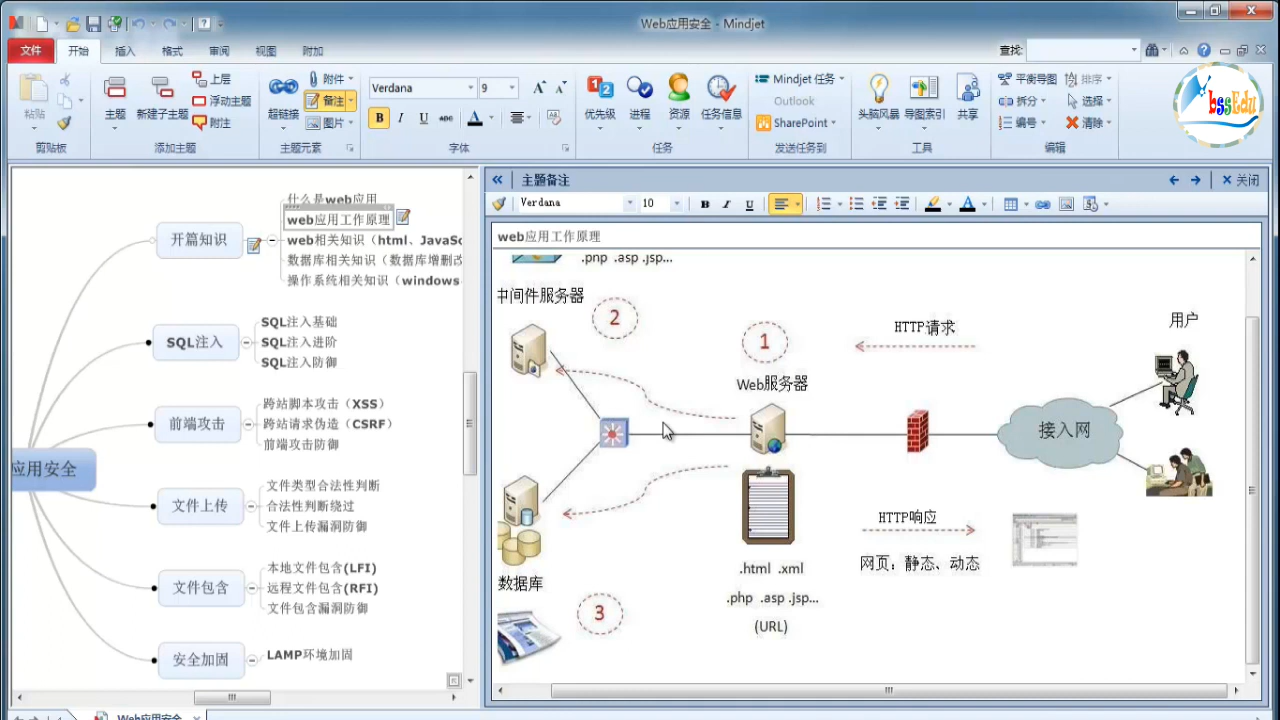 Web应用安全 - Mindjet
文件 开始 插入 格式 审阅 视图 附加 查找:
粘贴
剪贴板
主题 新建子主题 上层 浮动主题 附注
添加主题
超链接 附件 备注 图片
主题元素
Verdana 9
B I U abc A
字体
优先级 进程 资源 任务信息
任务
Mindjet 任务
Outlook
SharePoint
发送任务到
头脑风暴 导图索引 共享
工具
平衡导图 排序
拆分 选择
编号 清除
编辑
bssEdu
应用安全
开篇知识
什么是web应用
web应用工作原理
web相关知识（html、JavaSc
数据库相关知识（数据库增删改
操作系统相关知识（windows
SQL注入
SQL注入基础
SQL注入进阶
SQL注入防御
前端攻击
跨站脚本攻击（XSS）
跨站请求伪造（CSRF）
前端攻击防御
文件上传
文件类型合法性判断
合法性判断绕过
文件上传漏洞防御
文件包含
本地文件包含(LFI)
远程文件包含(RFI)
文件包含漏洞防御
安全加固
LAMP环境加固
Web应用安全
主题备注 关闭
Verdana 10 B I U A
web应用工作原理
.php .asp .jsp...
中间件服务器
2
1
HTTP请求
用户
Web服务器
接入网
HTTP响应
网页：静态、动态
数据库
.html .xml
.php .asp .jsp...
(URL)
3